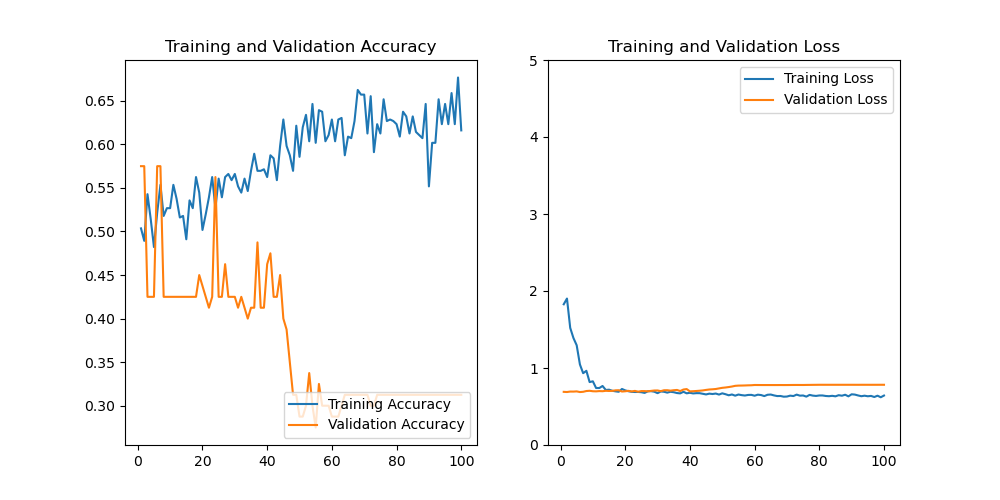 Training and Validation Accuracy
0.65
0.60
0.55
0.50
0.45
0.40
0.35
0.30
Training Accuracy
Validation Accuracy
0 20 40 60 80 100
Training and Validation Loss
5
4
3
2
1
0
Training Loss
Validation Loss
0 20 40 60 80 100